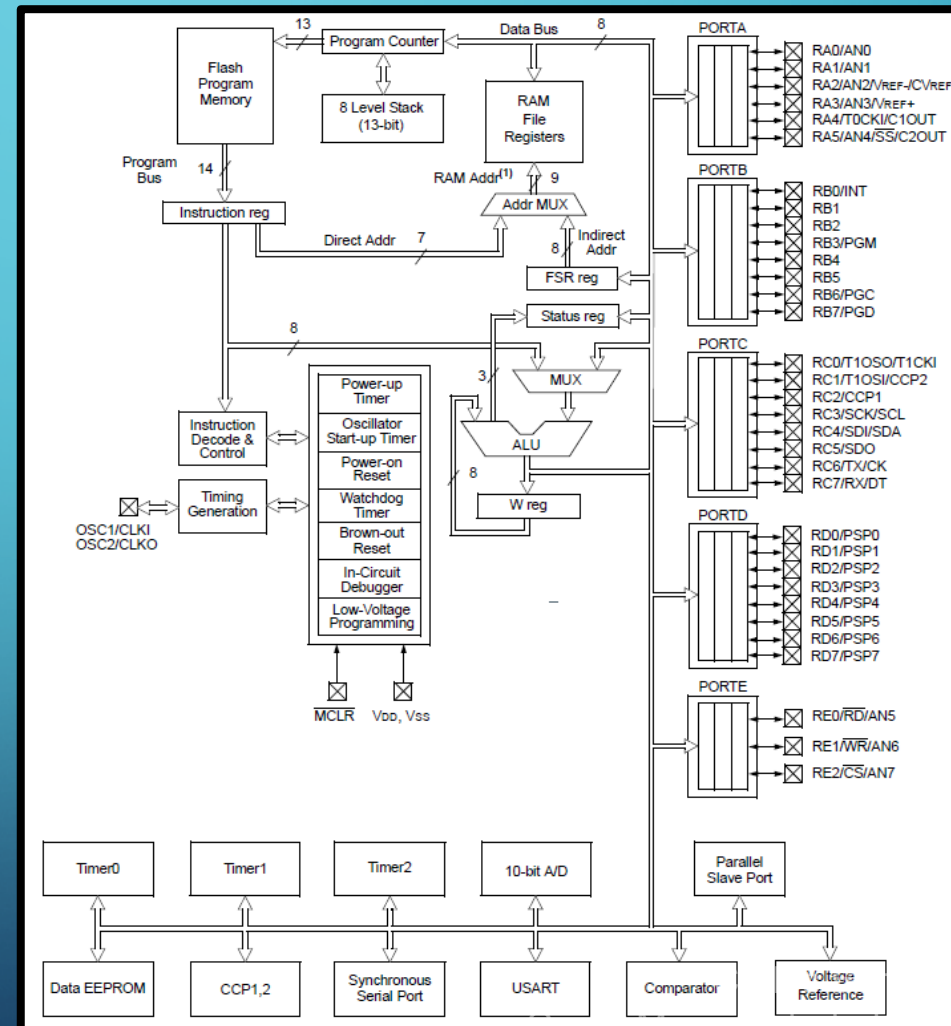 13
Program Counter
Data Bus
8
PORTA
Flash
Program
Memory
8 Level Stack
(13-bit)
RAM
File
Registers
RA0/AN0
RA1/AN1
RA2/AN2/VREF-/CVREF
RA3/AN3/VREF+
RA4/T0CKI/C1OUT
RA5/AN4/SS/C2OUT
Program
Bus
14
RAM Addr(1)
9
PORTB
Instruction reg
Addr MUX
Direct Addr
7
8
Indirect
Addr
FSR reg
RB0/INT
RB1
RB2
RB3/PGM
RB4
RB5
RB6/PGC
RB7/PGD
Status reg
8
3
MUX
PORTC
Power-up
Timer
Oscillator
Start-up Timer
Power-on
Reset
Watchdog
Timer
Brown-out
Reset
In-Circuit
Debugger
Low-Voltage
Programming
Instruction
Decode &
Control
ALU
8
W reg
RC0/T1OSO/T1CKI
RC1/T1OSI/CCP2
RC2/CCP1
RC3/SCK/SCL
RC4/SDI/SDA
RC5/SDO
RC6/TX/CK
RC7/RX/DT
Timing
Generation
OSC1/CLKI
OSC2/CLKO
PORTD
RD0/PSP0
RD1/PSP1
RD2/PSP2
RD3/PSP3
RD4/PSP4
RD5/PSP5
RD6/PSP6
RD7/PSP7
MCLR
VDD, VSS
PORTE
RE0/RD/AN5
RE1/WR/AN6
RE2/CS/AN7
Timer0
Timer1
Timer2
10-bit A/D
Parallel
Slave Port
Data EEPROM
CCP1,2
Synchronous
Serial Port
USART
Comparator
Voltage
Reference